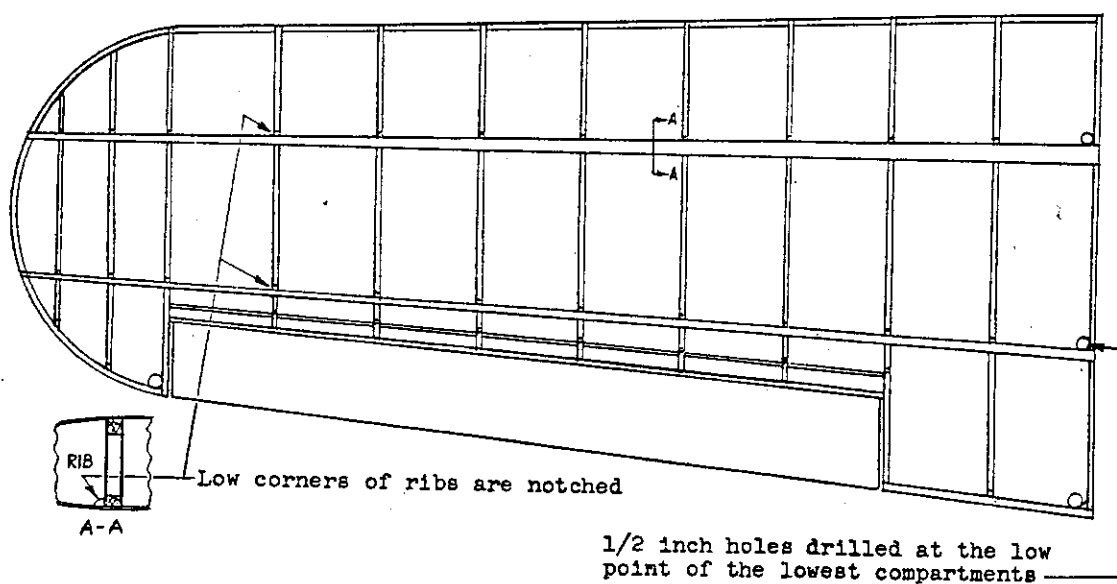 A
A
RIB
A-A
Low corners of ribs are notched
1/2 inch holes drilled at the low
point of the lowest compartments